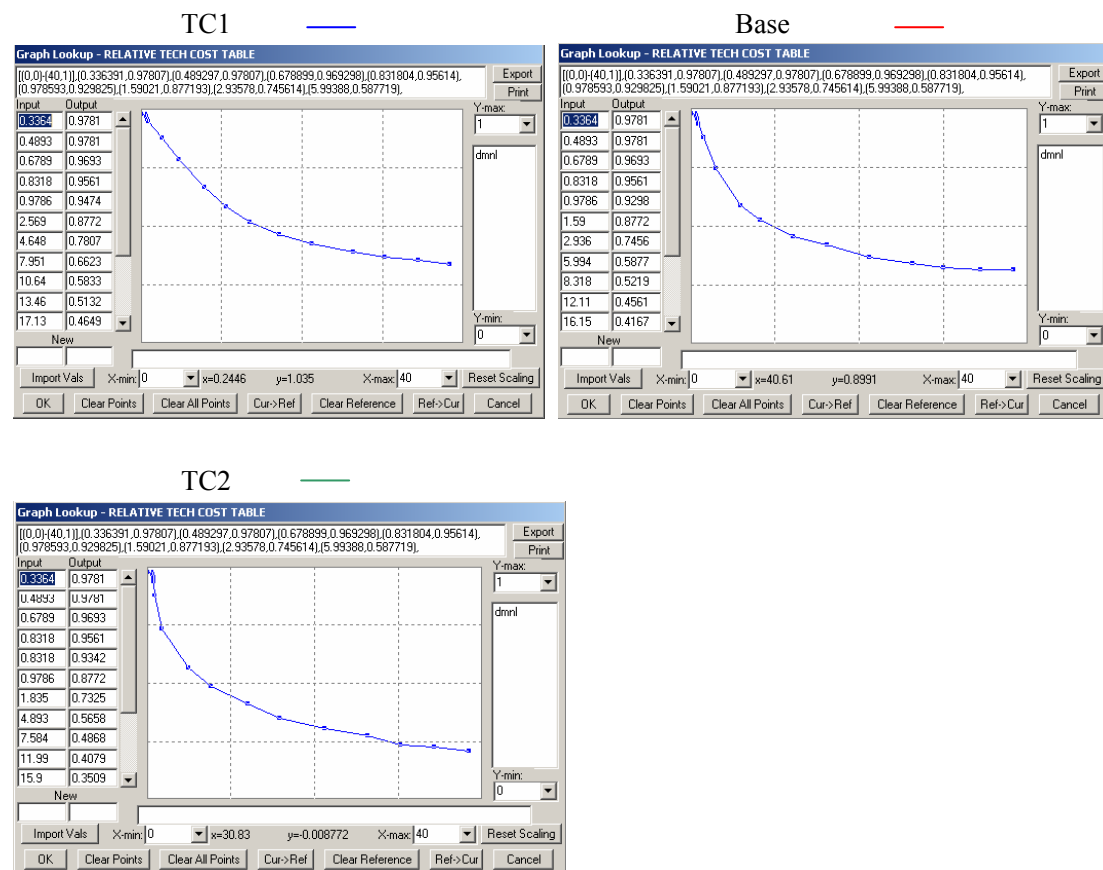 TC1
Graph Lookup - RELATIVE TECH COST TABLE
[(0,0)-(40,1)],(0.336391,0.97807),(0.489297,0.97807),(0.678899,0.969298),(0.831804,0.95614),
(0.978593,0.929825),(1.59021,0.877193),(2.93578,0.745614),(5.99388,0.587719),
Export
Print
Input Output
0.3364 0.9781
0.4893 0.9781
0.6789 0.9693
0.8318 0.9561
0.9786 0.9474
2.569 0.8772
4.648 0.7807
7.951 0.6623
10.64 0.5833
13.46 0.5132
17.13 0.4649
New
Y-max:
1
dmnl
Y-min:
0
Import Vals X-min: 0 x=0.2446 y=1.035 X-max: 40 Reset Scaling
OK Clear Points Clear All Points Cur->Ref Clear Reference Ref->Cur Cancel
Base
Graph Lookup - RELATIVE TECH COST TABLE
[(0,0)-(40,1)],(0.336391,0.97807),(0.489297,0.97807),(0.678899,0.969298),(0.831804,0.95614),
(0.978593,0.929825),(1.59021,0.877193),(2.93578,0.745614),(5.99388,0.587719),
Export
Print
Input Output
0.3364 0.9781
0.4893 0.9781
0.6789 0.9693
0.8318 0.9561
0.9786 0.9298
1.59 0.8772
2.936 0.7456
5.994 0.5877
8.318 0.5219
12.11 0.4561
16.15 0.4167
New
Y-max:
1
dmnl
Y-min:
0
Import Vals X-min: 0 x=40.61 y=0.8991 X-max: 40 Reset Scaling
OK Clear Points Clear All Points Cur->Ref Clear Reference Ref->Cur Cancel
TC2
Graph Lookup - RELATIVE TECH COST TABLE
[(0,0)-(40,1)],(0.336391,0.97807),(0.489297,0.97807),(0.678899,0.969298),(0.831804,0.95614),
(0.978593,0.929825),(1.59021,0.877193),(2.93578,0.745614),(5.99388,0.587719),
Export
Print
Input Output
0.3364 0.9781
0.4893 0.9781
0.6789 0.9693
0.8318 0.9561
0.8318 0.9342
0.9786 0.8772
1.835 0.7325
4.893 0.5658
7.584 0.4868
11.99 0.4079
15.9 0.3509
New
Y-max:
1
dmnl
Y-min:
0
Import Vals X-min: 0 x=30.83 y=-0.008772 X-max: 40 Reset Scaling
OK Clear Points Clear All Points Cur->Ref Clear Reference Ref->Cur Cancel